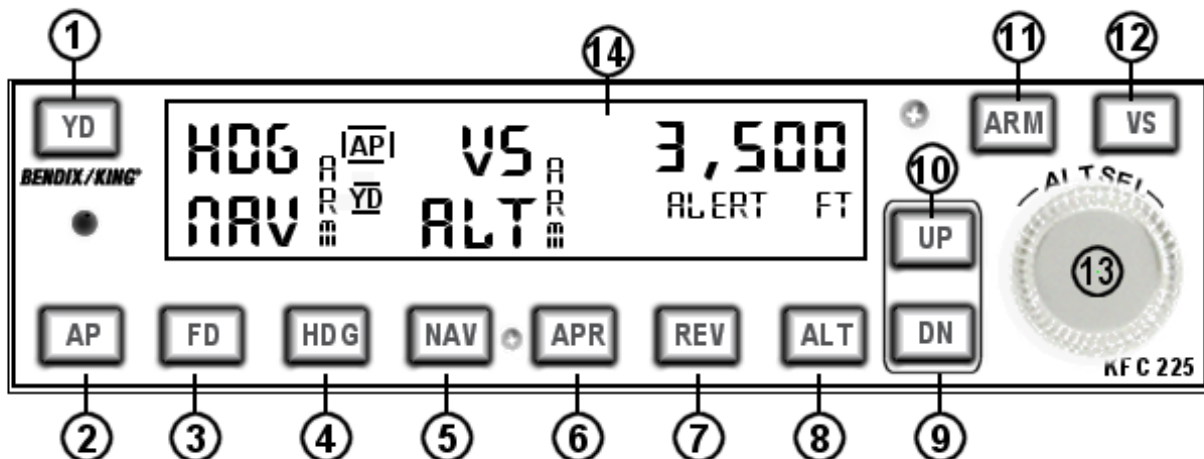 1
14
11
12
YD
HDG ARM |AP| VS ARM 3,500
ARM
VS
BENDIX/KING®
NAV YD ALT ALERT FT
10
ALT SEL
UP
13
AP
FD
HDG
NAV
APR
REV
ALT
DN
KFC 225
2
3
4
5
6
7
8
9